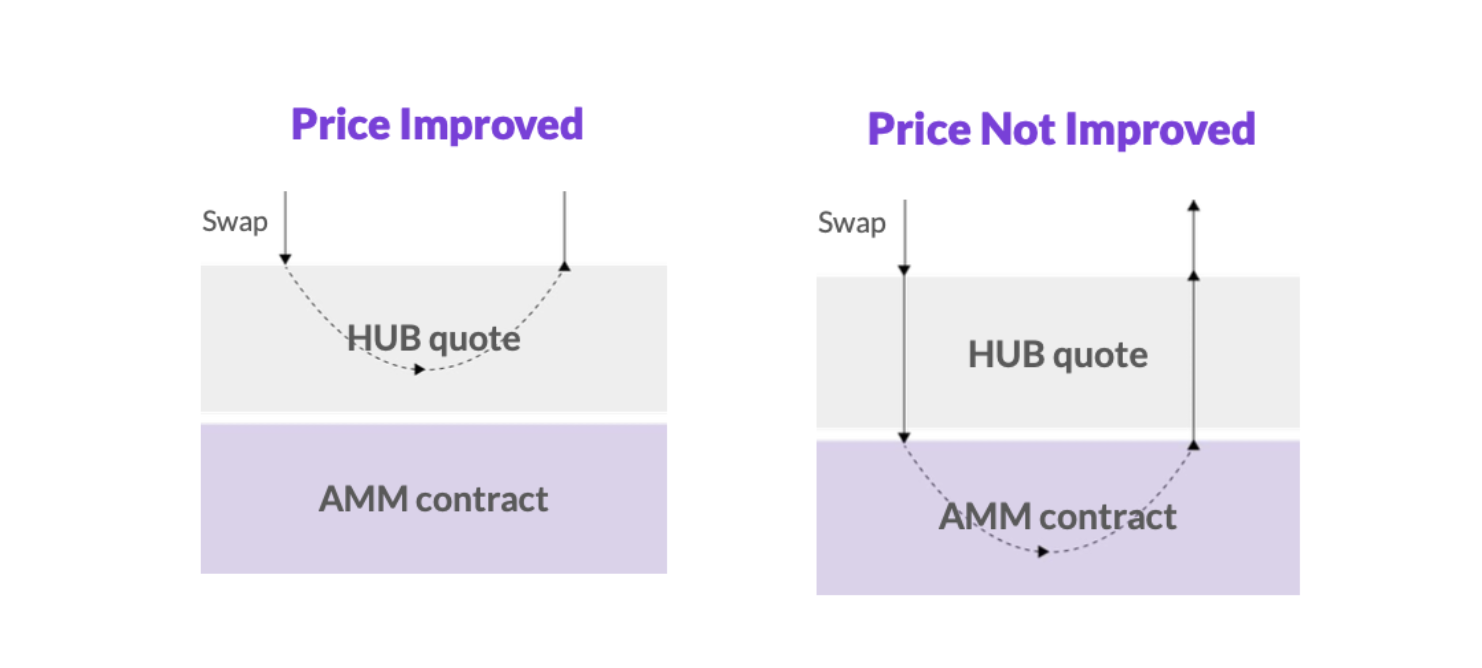 Price Improved
Swap
HUB quote
AMM contract
Price Not Improved
Swap
HUB quote
AMM contract